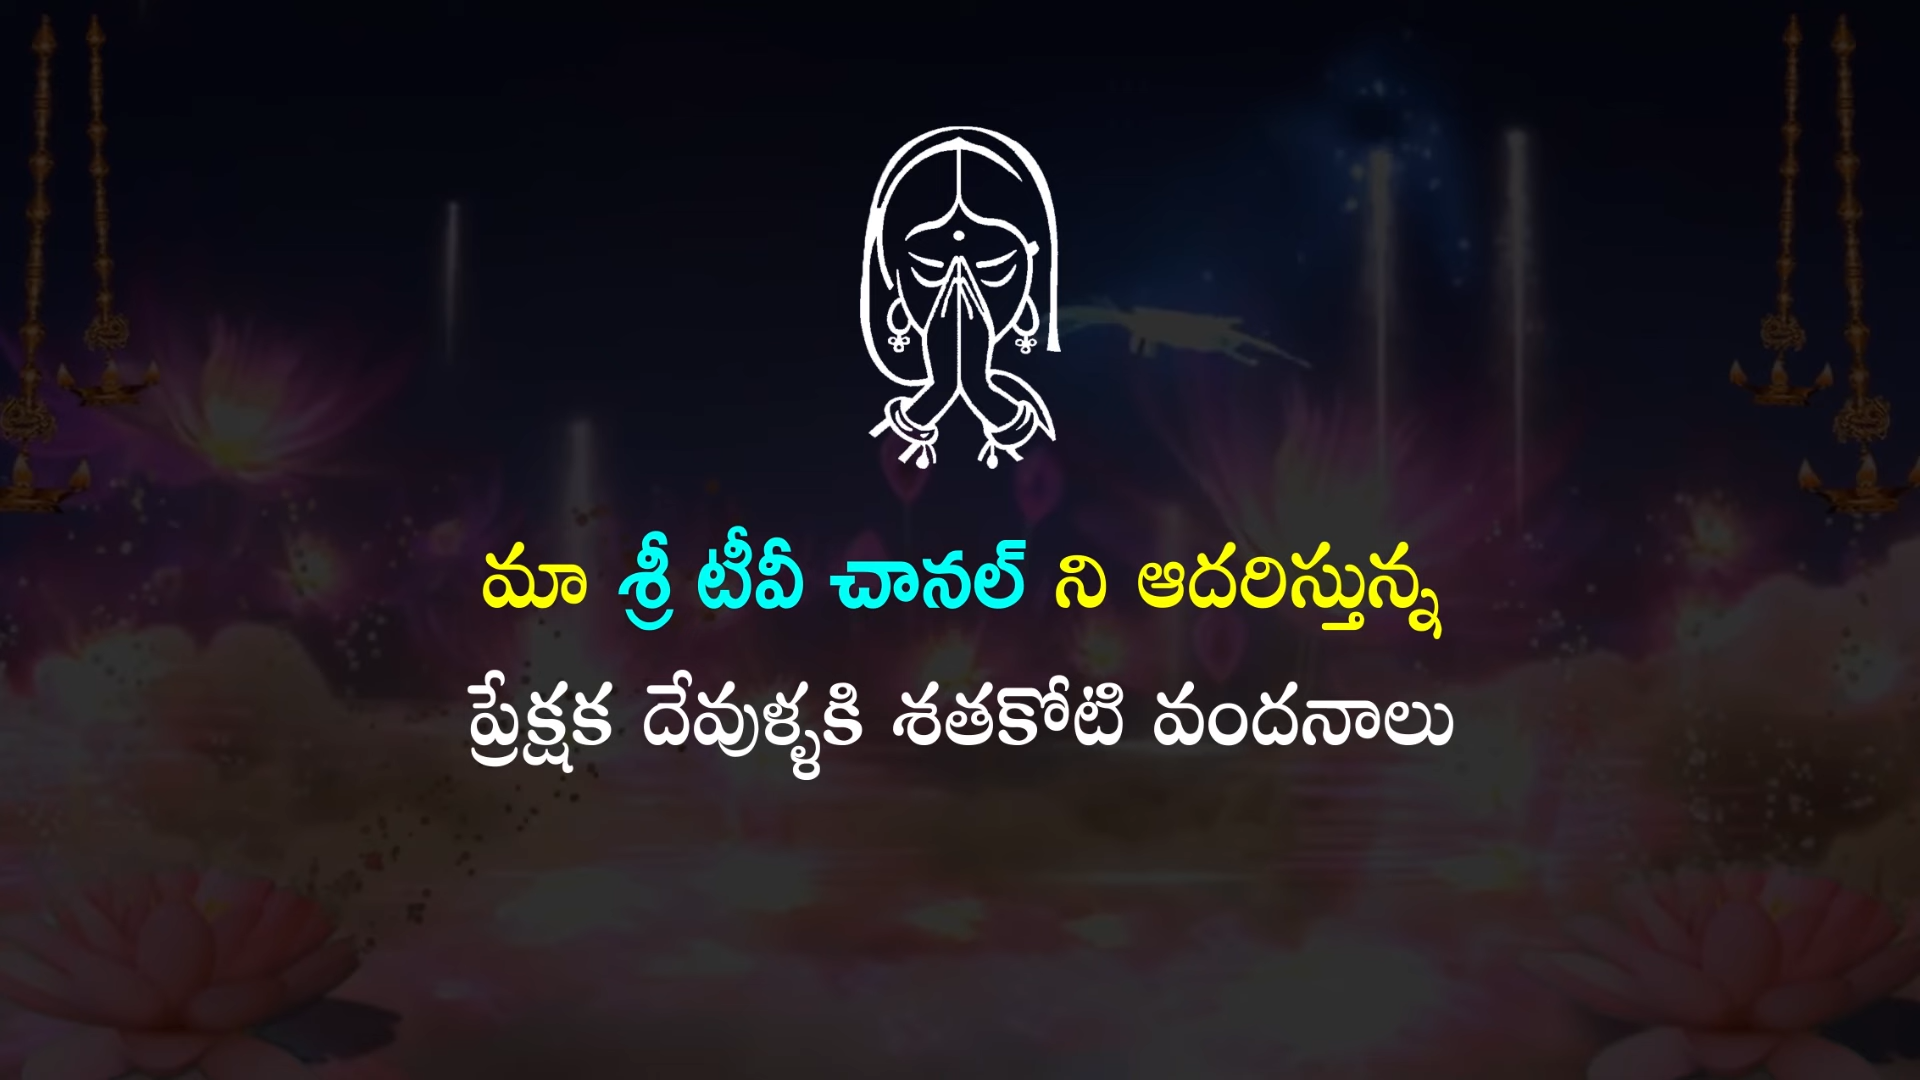 మా శ్రీ టీవీ చానల్ ని ఆదరిస్తున్న
ప్రేక్షక దేవుళ్ళకి శతకోటి వందనాలు